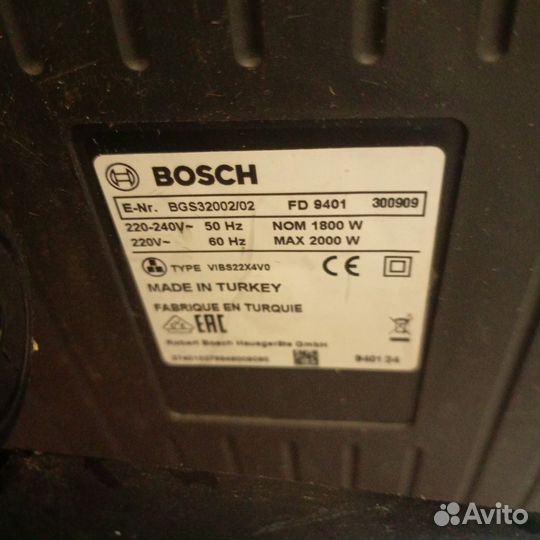 BOSCH
E-Nr. BGS32002/02 FD 9401 300909
220-240V~ 50 Hz NOM 1800 W
220V~ 60 Hz MAX 2000 W
TYPE VIBS22X4V0
CE
MADE IN TURKEY
FABRIQUE EN TURQUIE
EAC
Robert Bosch Hausgeräte GmbH
9401 24
Avito